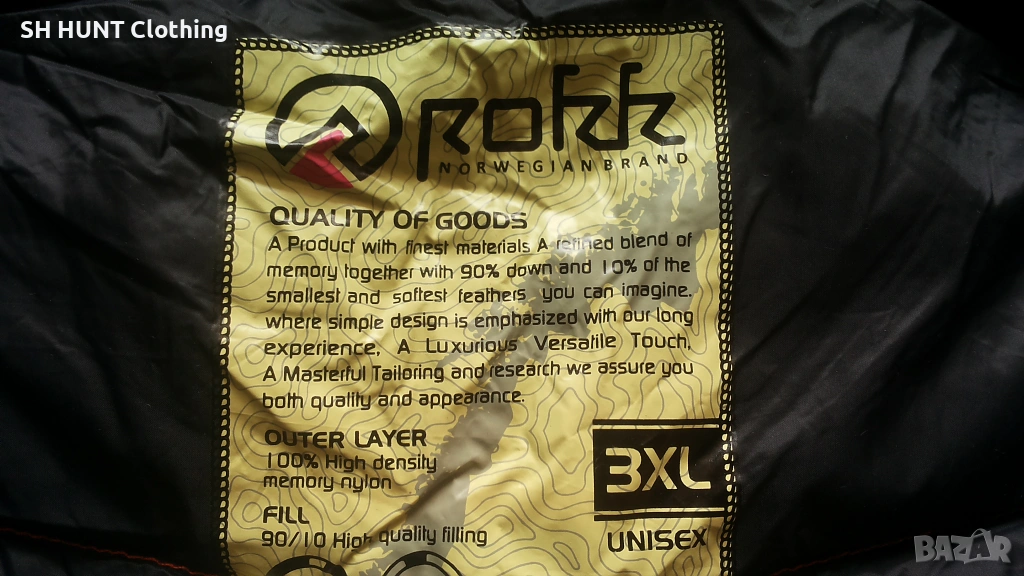 SH HUNT Clothing
rokk
NORWEGIAN BRAND
QUALITY OF GOODS
A Product with finest materials A refined blend of
memory together with 90% down and 10% of the
smallest and softest feathers you can imagine.
where simple design is emphasized with our long
experience, A Luxurious Versatile Touch,
A Masterful Tailoring and research we assure you
both quality and appearance.
OUTER LAYER
100% High density
memory nylon
3XL
FILL
90/10 High quality filling
UNISEX
BAZAR